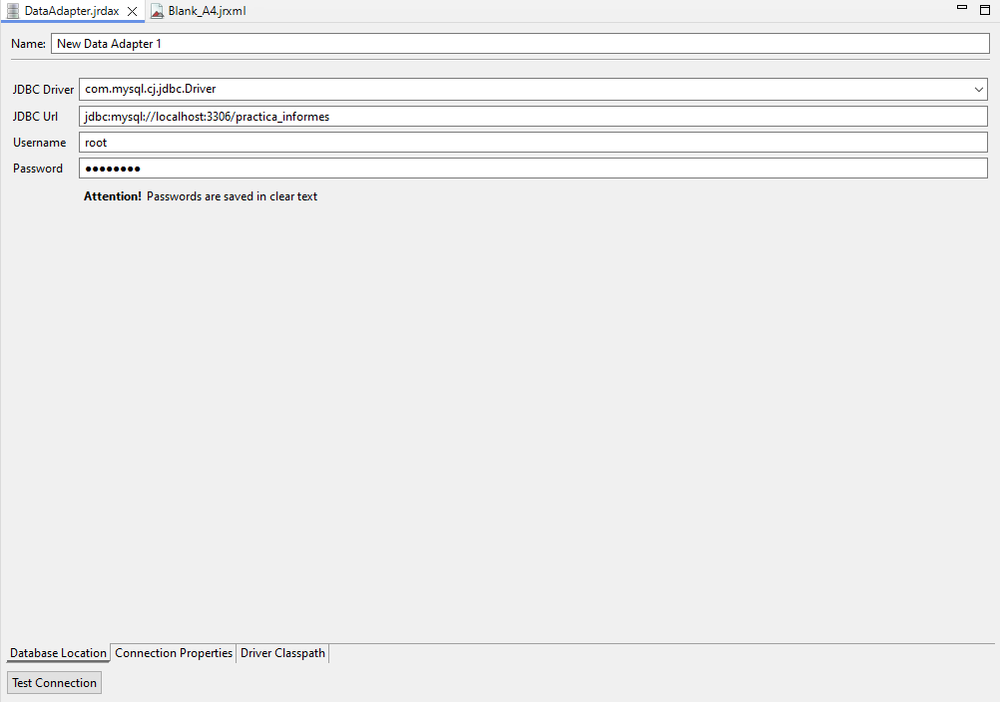 DataAdapter.jrdax Blank_A4.jrxml
Name: New Data Adapter 1
JDBC Driver com.mysql.cj.jdbc.Driver
JDBC Url jdbc:mysql://localhost:3306/practica_informes
Username root
Password ●●●●●●●●
Attention! Passwords are saved in clear text
Database Location Connection Properties Driver Classpath
Test Connection